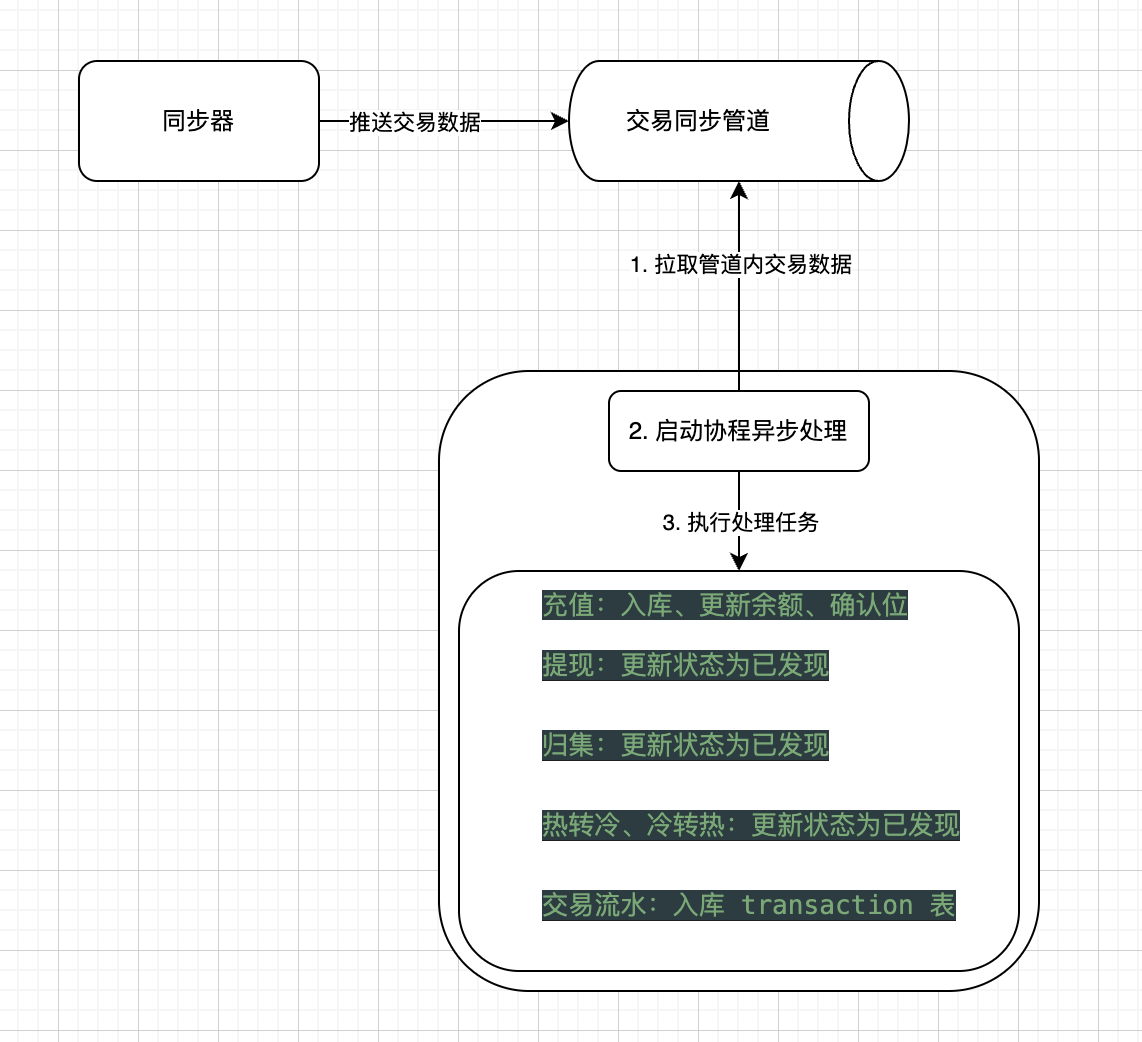 同步器
推送交易数据
交易同步管道
1. 拉取管道内交易数据
2. 启动协程异步处理
3. 执行处理任务
充值：入库、更新余额、确认位
提现：更新状态为已发现
归集：更新状态为已发现
热转冷、冷转热：更新状态为已发现
交易流水：入库 transaction 表